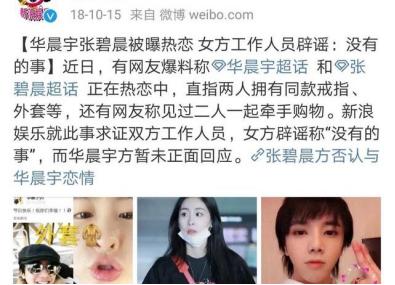 18-10-15 来自 微博 weibo.com
【华晨宇张碧晨被曝热恋 女方工作人员辟谣：没有
的事】近日，有网友爆料称华晨宇超话 和张
碧晨超话 正在热恋中，直指两人拥有同款戒指、
外套等，还有网友称见过二人一起牵手购物。新浪
娱乐就此事求证双方工作人员，女方辟谣称“没有的
事”，而华晨宇方暂未正面回应。张碧晨方否认与
华晨宇恋情
外套